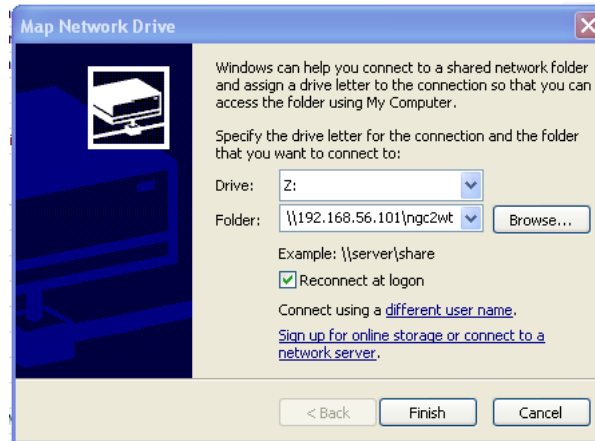 Map Network Drive
Windows can help you connect to a shared network folder
and assign a drive letter to the connection so that you can
access the folder using My Computer.
Specify the drive letter for the connection and the folder
that you want to connect to:
Drive: Z:
Folder: \\192.168.56.101\ngc2wt Browse...
Example: \\server\share
Reconnect at logon
Connect using a different user name.
Sign up for online storage or connect to a
network server.
< Back Finish Cancel